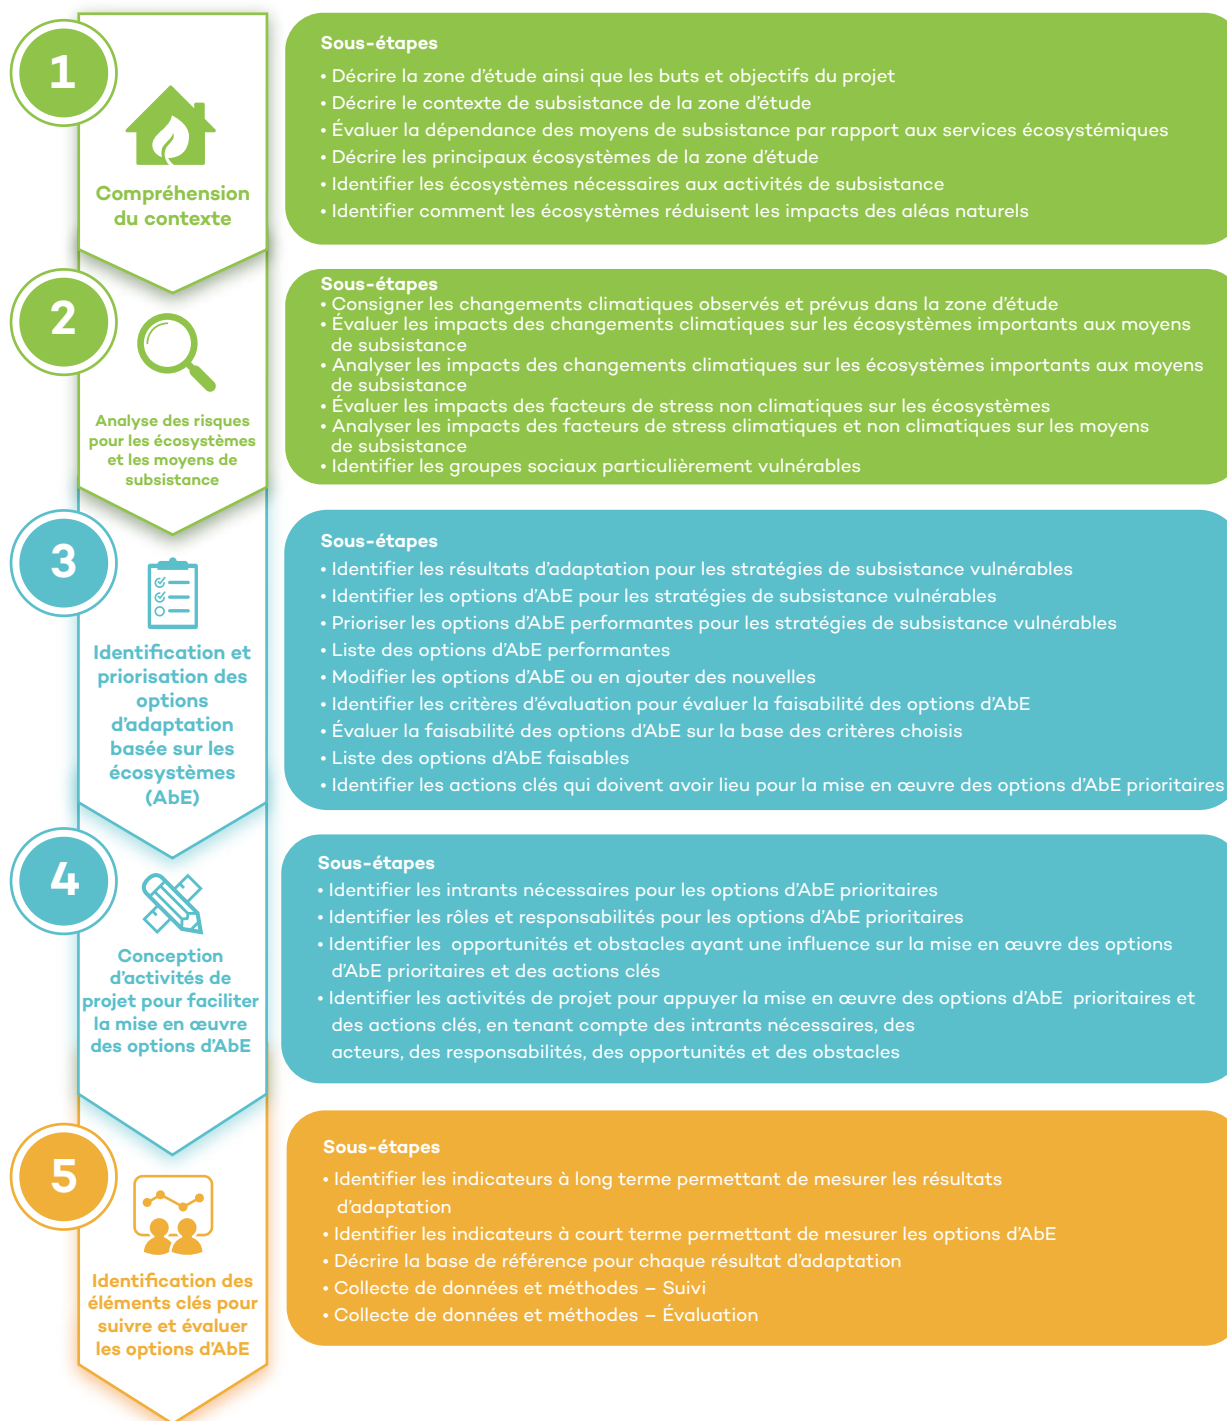 1
Compréhension
du contexte
Sous-étapes
• Décrire la zone d'étude ainsi que les buts et objectifs du projet
• Décrire le contexte de subsistance de la zone d'étude
• Évaluer la dépendance des moyens de subsistance par rapport aux services écosystémiques
• Décrire les principaux écosystèmes de la zone d'étude
• Identifier les écosystèmes nécessaires aux activités de subsistance
• Identifier comment les écosystèmes réduisent les impacts des aléas naturels
2
Analyse des risques
pour les écosystèmes
et les moyens de
subsistance
Sous-étapes
• Consigner les changements climatiques observés et prévus dans la zone d'étude
• Évaluer les impacts des changements climatiques sur les écosystèmes importants aux moyens
de subsistance
• Analyser les impacts des changements climatiques sur les écosystèmes importants aux moyens
de subsistance
• Évaluer les impacts des facteurs de stress non climatiques sur les écosystèmes
• Analyser les impacts des facteurs de stress climatiques et non climatiques sur les moyens
de subsistance
• Identifier les groupes sociaux particulièrement vulnérables
3
Identification et
priorisation des
options
d'adaptation
basée sur les
écosystèmes
(AbE)
Sous-étapes
• Identifier les résultats d'adaptation pour les stratégies de subsistance vulnérables
• Identifier les options d'AbE pour les stratégies de subsistance vulnérables
• Prioriser les options d'AbE performantes pour les stratégies de subsistance vulnérables
• Liste des options d'AbE performantes
• Modifier les options d'AbE ou en ajouter des nouvelles
• Identifier les critères d'évaluation pour évaluer la faisabilité des options d'AbE
• Évaluer la faisabilité des options d'AbE sur la base des critères choisis
• Liste des options d'AbE faisables
• Identifier les actions clés qui doivent avoir lieu pour la mise en œuvre des options d'AbE prioritaires
4
Conception
d'activités de
projet pour faciliter
la mise en œuvre
des options d'AbE
Sous-étapes
• Identifier les intrants nécessaires pour les options d'AbE prioritaires
• Identifier les rôles et responsabilités pour les options d'AbE prioritaires
• Identifier les opportunités et obstacles ayant une influence sur la mise en œuvre des options
d'AbE prioritaires et des actions clés
• Identifier les activités de projet pour appuyer la mise en œuvre des options d'AbE prioritaires et
des actions clés, en tenant compte des intrants nécessaires, des
acteurs, des responsabilités, des opportunités et des obstacles
5
Identification des
éléments clés pour
suivre et évaluer
les options d'AbE
Sous-étapes
• Identifier les indicateurs à long terme permettant de mesurer les résultats
d'adaptation
• Identifier les indicateurs à court terme permettant de mesurer les options d'AbE
• Décrire la base de référence pour chaque résultat d'adaptation
• Collecte de données et méthodes – Suivi
• Collecte de données et méthodes – Évaluation